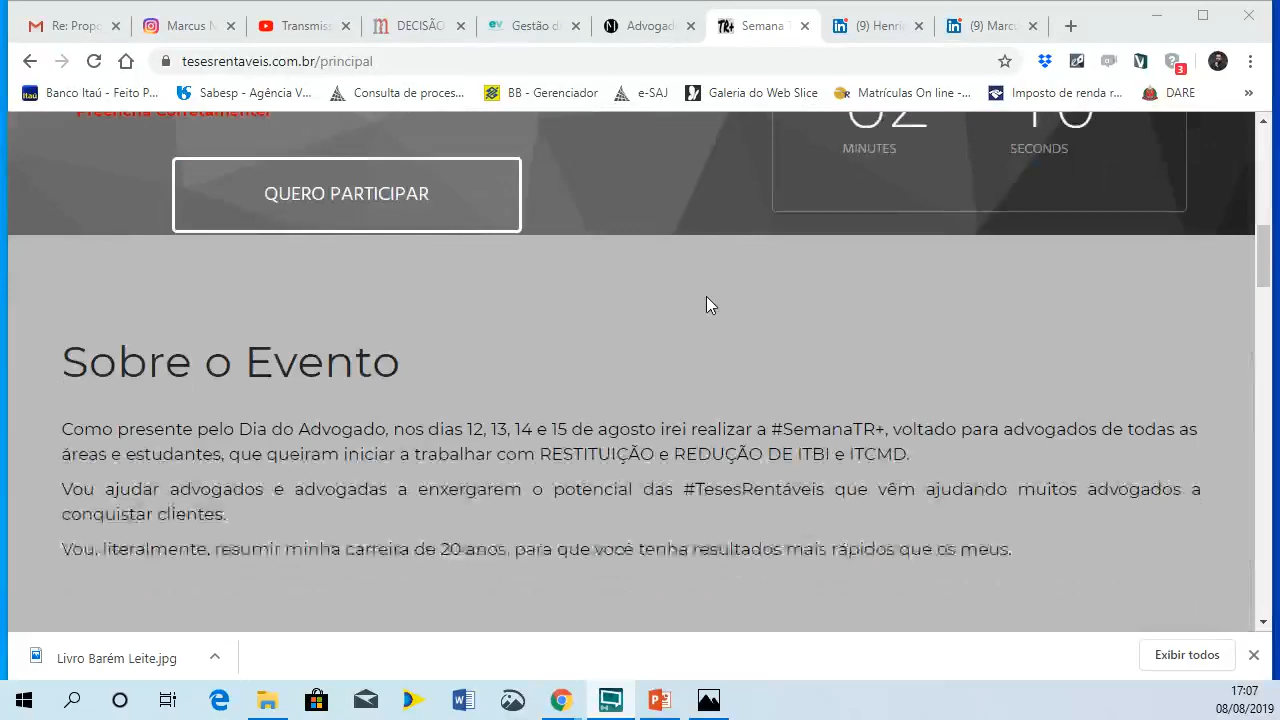 Re: Propo
Marcus N
Transmiss
DECISÃO
Gestão d
Advogad
Semana T
(9) Henri
(9) Marcu
tesesrentaveis.com.br/principal
3
Banco Itaú - Feito P...
Sabesp - Agência V...
Consulta de proces...
BB - Gerenciador
e-SAJ
Galeria do Web Slice
Matrículas On line -...
Imposto de renda r...
DARE
Preencha Corretamente!
MINUTES
SECONDS
QUERO PARTICIPAR
Sobre o Evento
Como presente pelo Dia do Advogado, nos dias 12, 13, 14 e 15 de agosto irei realizar a #SemanaTR+, voltado para advogados de todas as
áreas e estudantes, que queiram iniciar a trabalhar com RESTITUIÇÃO e REDUÇÃO DE ITBI e ITCMD.
Vou ajudar advogados e advogadas a enxergarem o potencial das #TesesRentáveis que vêm ajudando muitos advogados a
conquistar clientes.
Vou, literalmente, resumir minha carreira de 20 anos, para que você tenha resultados mais rápidos que os meus.
Livro Barém Leite.jpg
Exibir todos
17:07
08/08/2019